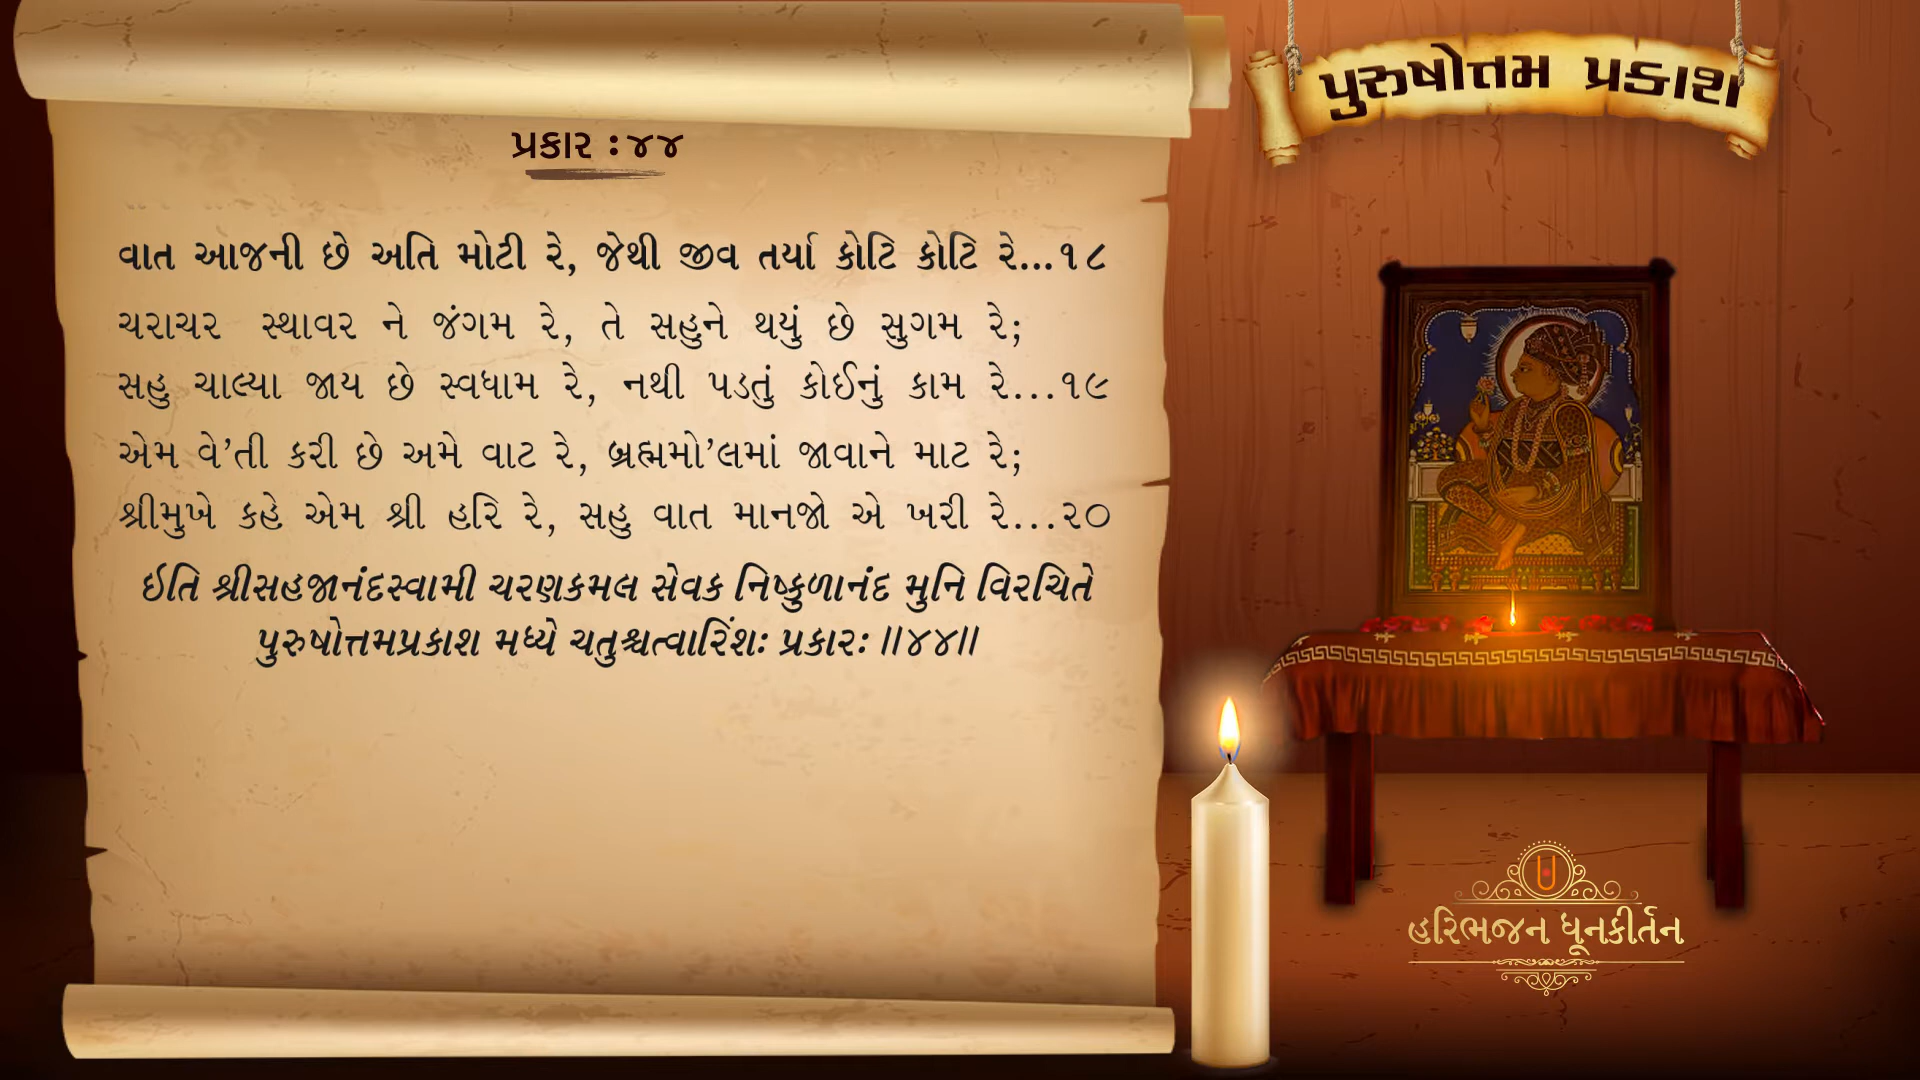 પુરુષોત્તમ પ્રકાશ
પ્રકાર : ૪૪
વાત આજની છે અતિ મોટી રે, જેથી જીવ તર્યા કોટિ કોટિ રે...૧૮
ચરાચર સ્થાવર ને જંગમ રે, તે સહુને થયું છે સુગમ રે;
સહુ ચાલ્યા જાય છે સ્વધામ રે, નથી પડતું કોઈનું કામ રે...૧૯
એમ વે’તી કરી છે અમે વાટ રે, બ્રહ્મમો’લમાં જાવાને માટ રે;
શ્રીમુખે કહે એમ શ્રી હરિ રે, સહુ વાત માનજો એ ખરી રે...૨૦
ઇતિ શ્રીસહજાનંદસ્વામી ચરણકમલ સેવક નિષ્કુળાનંદ મુનિ વિરચિતે
પુરુષોત્તમપ્રકાશ મધ્યે ચતુશ્ચત્વારિંશઃ પ્રકારઃ ॥૪૪॥
હરિભજન ધૂનકીર્તન